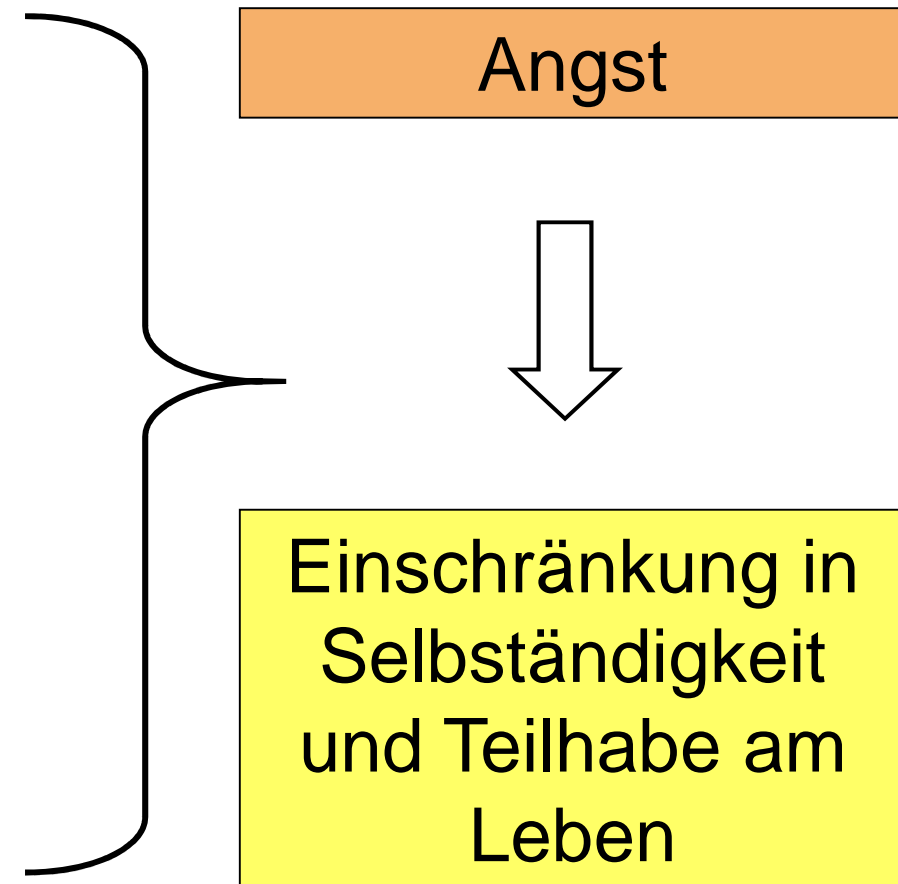 Angst
Einschränkung in
Selbständigkeit
und Teilhabe am
Leben